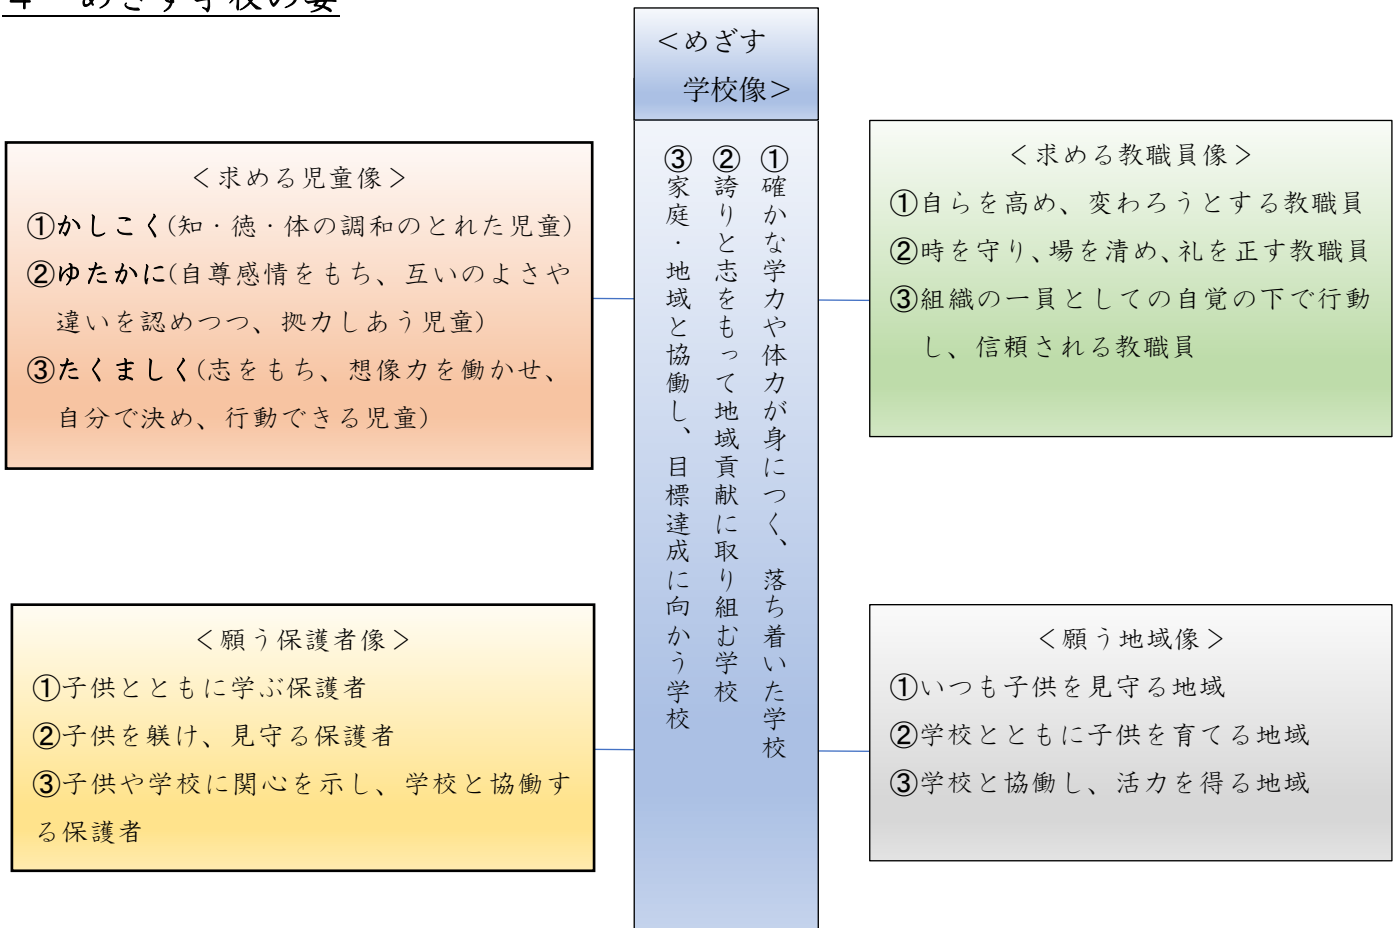 ４　めざす学校の姿
＜めざす
学校像＞
①確かな学力や体力が身につく、落ち着いた学校
②誇りと志をもって地域貢献に取り組む学校
③家庭・地域と協働し、目標達成に向かう学校
＜求める児童像＞
①かしこく(知・徳・体の調和のとれた児童)
②ゆたかに(自尊感情をもち、互いのよさや
違いを認めつつ、拠力しあう児童)
③たくましく(志をもち、想像力を働かせ、
自分で決め、行動できる児童)
＜求める教職員像＞
①自らを高め、変わろうとする教職員
②時を守り、場を清め、礼を正す教職員
③組織の一員としての自覚の下で行動
し、信頼される教職員
＜願う保護者像＞
①子供とともに学ぶ保護者
②子供を躾け、見守る保護者
③子供や学校に関心を示し、学校と協働す
る保護者
＜願う地域像＞
①いつも子供を見守る地域
②学校とともに子供を育てる地域
③学校と協働し、活力を得る地域